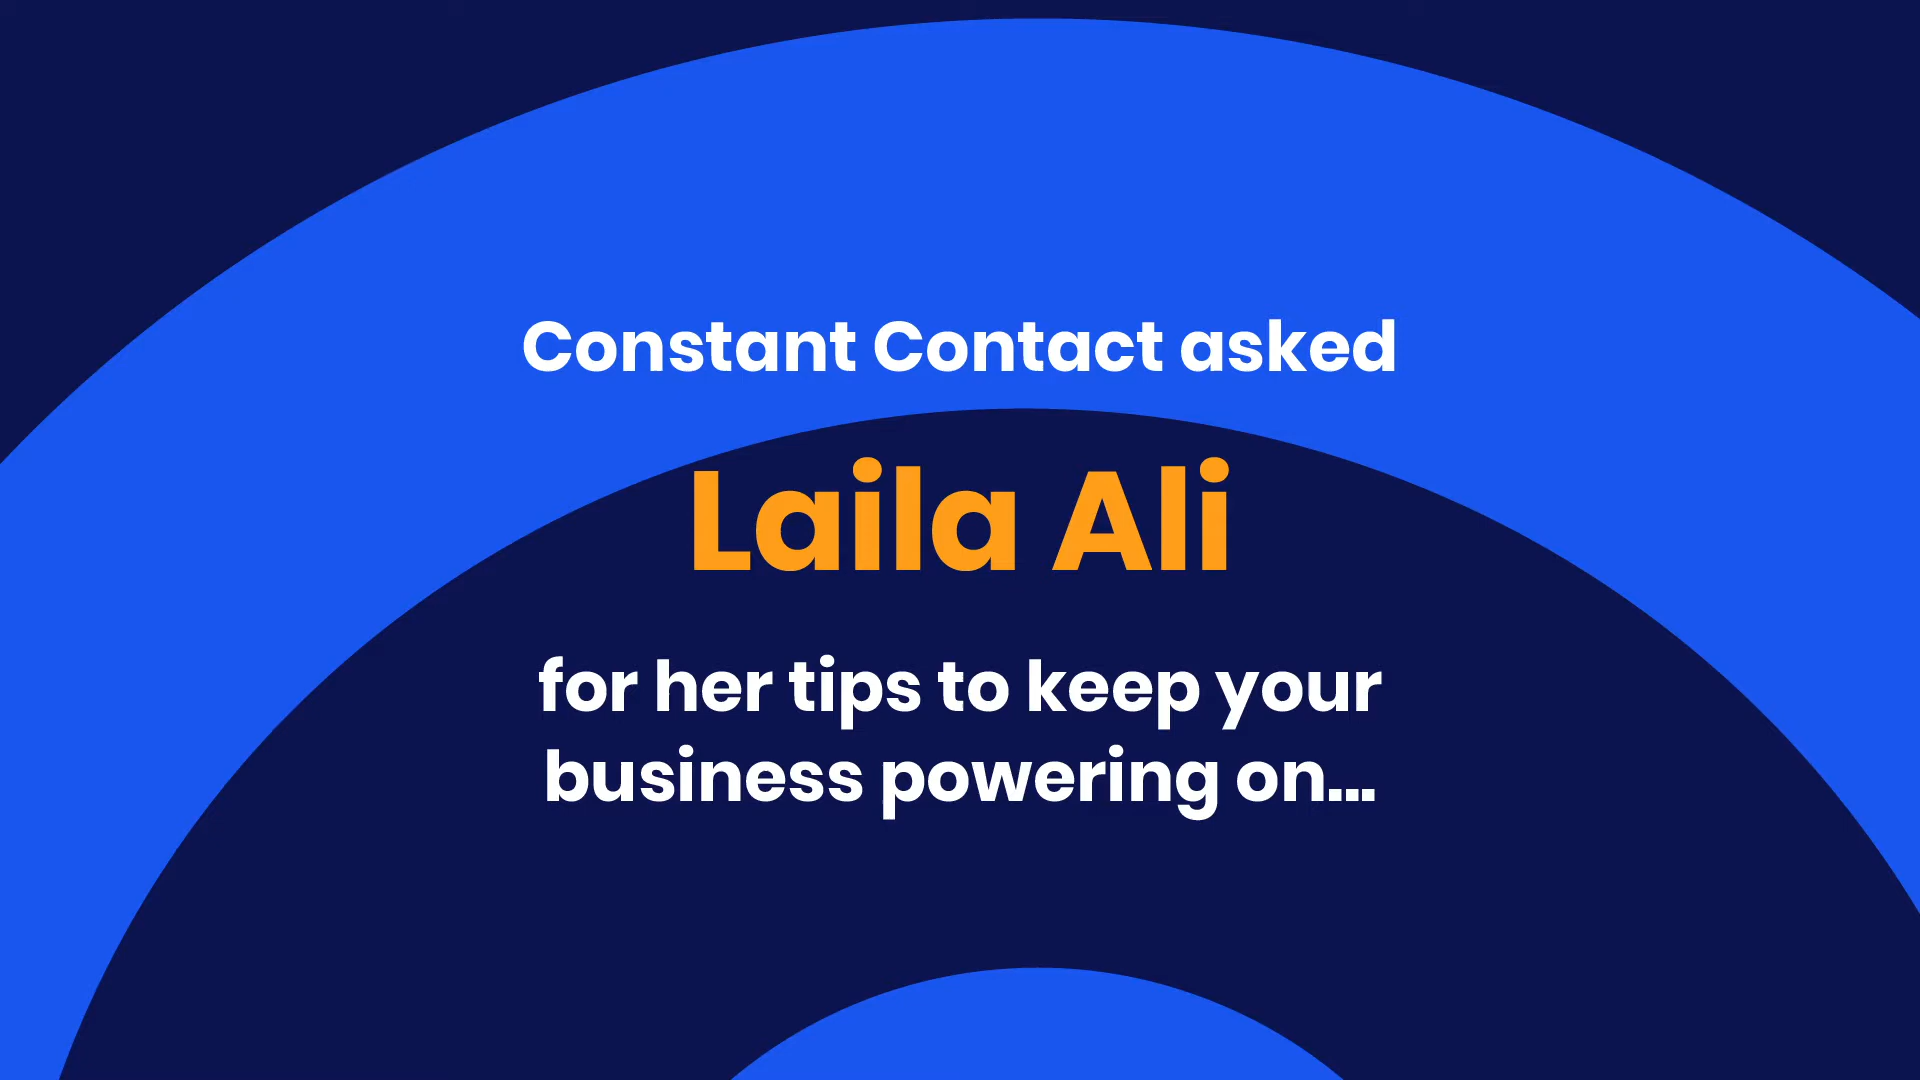 Constant Contact asked
Laila Ali
for her tips to keep your
business powering on...